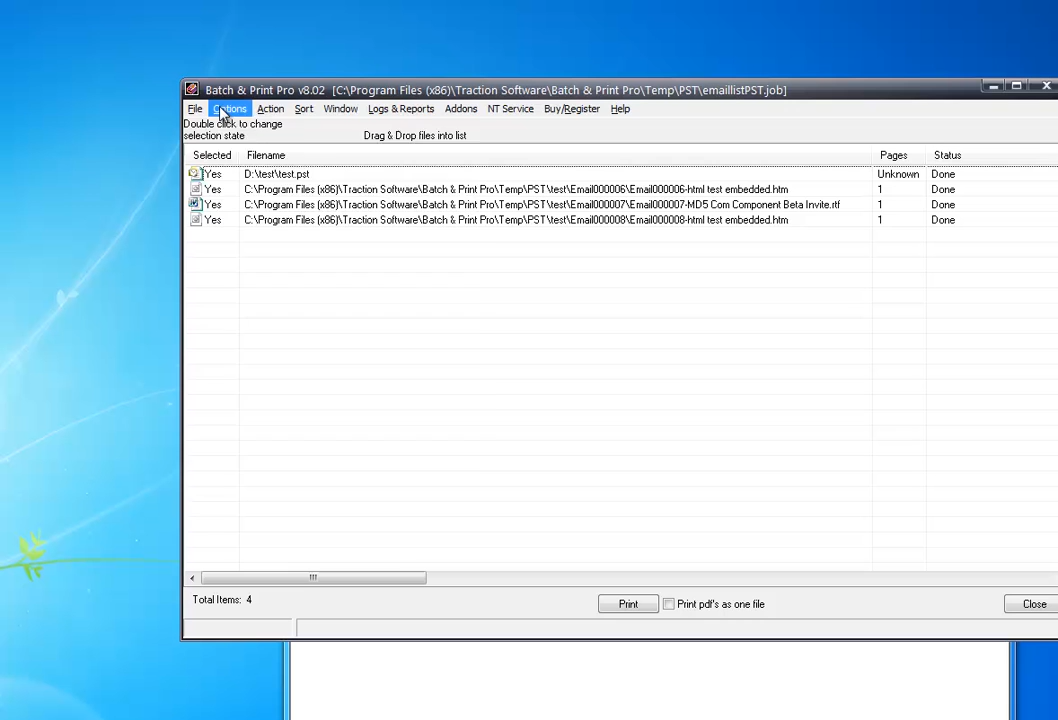 Batch & Print Pro v8.02 [C:\Program Files (x86)\Traction Software\Batch & Print Pro\Temp\PST\emaillistPST.job]
File Options Action Sort Window Logs & Reports Addons NT Service Buy/Register Help
Double click to change
selection state
Drag & Drop files into list
Selected Filename Pages Status
Yes D:\test\test.pst Unknown Done
Yes C:\Program Files (x86)\Traction Software\Batch & Print Pro\Temp\PST\test\Email000006\Email000006-html test embedded.htm 1 Done
Yes C:\Program Files (x86)\Traction Software\Batch & Print Pro\Temp\PST\test\Email000007\Email000007-MD5 Com Component Beta Invite.rtf 1 Done
Yes C:\Program Files (x86)\Traction Software\Batch & Print Pro\Temp\PST\test\Email000008\Email000008-html test embedded.htm 1 Done
Total Items: 4
Print
Print pdf's as one file
Close